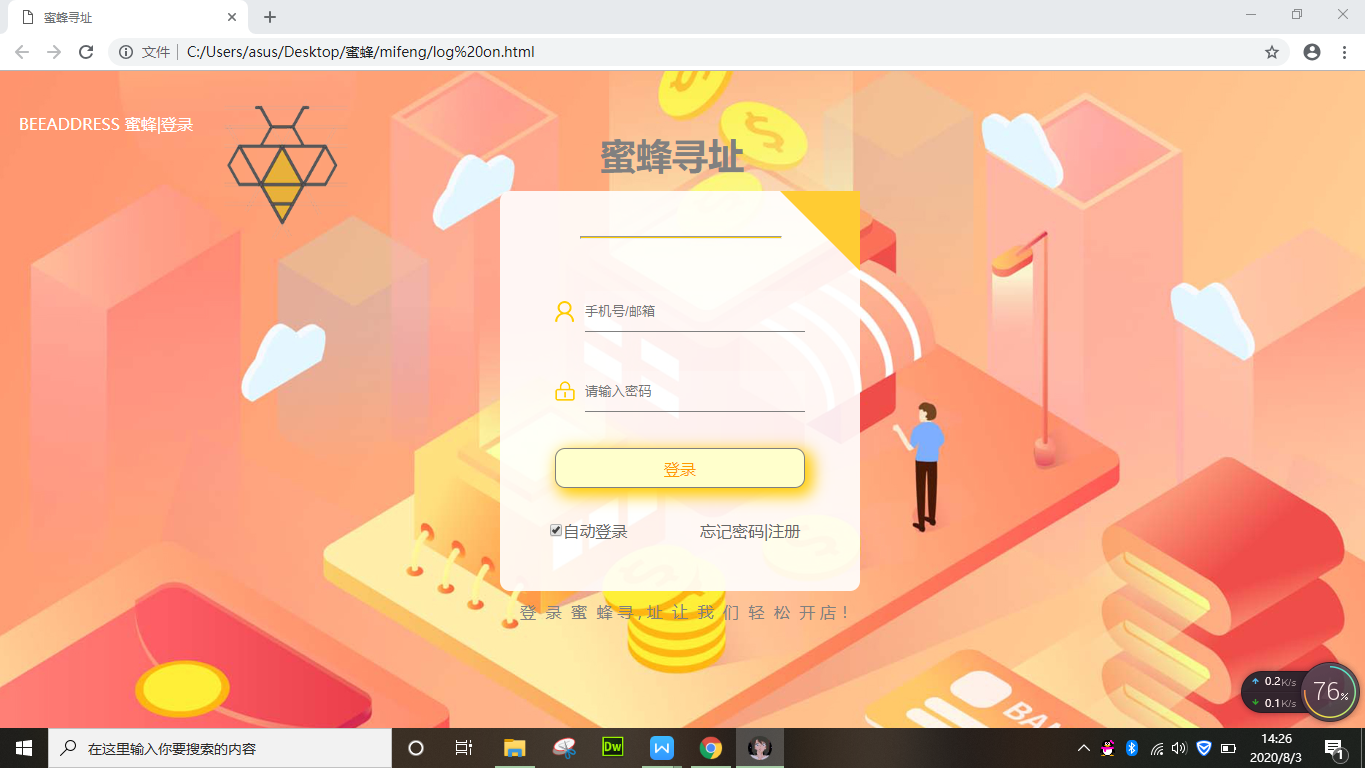 蜜蜂寻址
文件 C:/Users/asus/Desktop/蜜蜂/mifeng/log%20on.html
BEEADDRESS 蜜蜂|登录
蜜蜂寻址
手机号/邮箱
请输入密码
登录
自动登录 忘记密码|注册
登 录 蜜 蜂 寻 , 址 让 我 们 轻 松 开 店 !
0.2K/s
0.1K/s
76%
在这里输入你要搜索的内容
Dw
14:26
2020/8/3
1